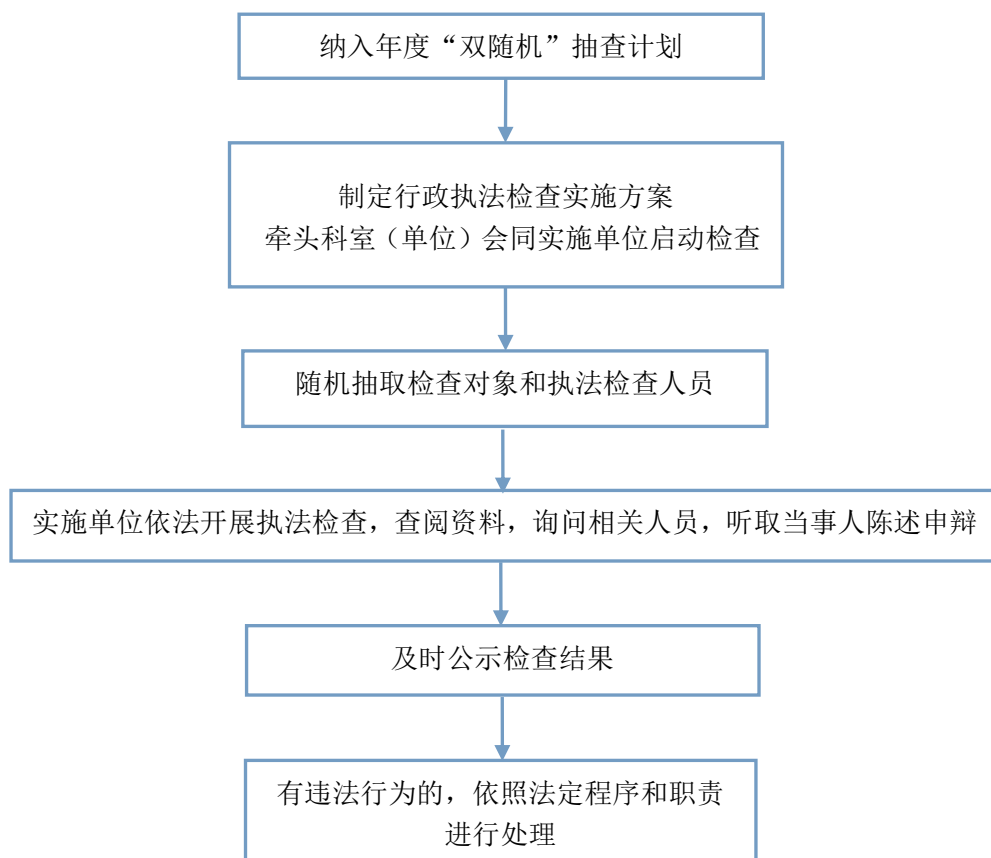 纳入年度“双随机”抽查计划
制定行政执法检查实施方案
牵头科室（单位）会同实施单位启动检查
随机抽取检查对象和执法检查人员
实施单位依法开展执法检查，查阅资料，询问相关人员，听取当事人陈述申辩
及时公示检查结果
有违法行为的，依照法定程序和职责
进行处理